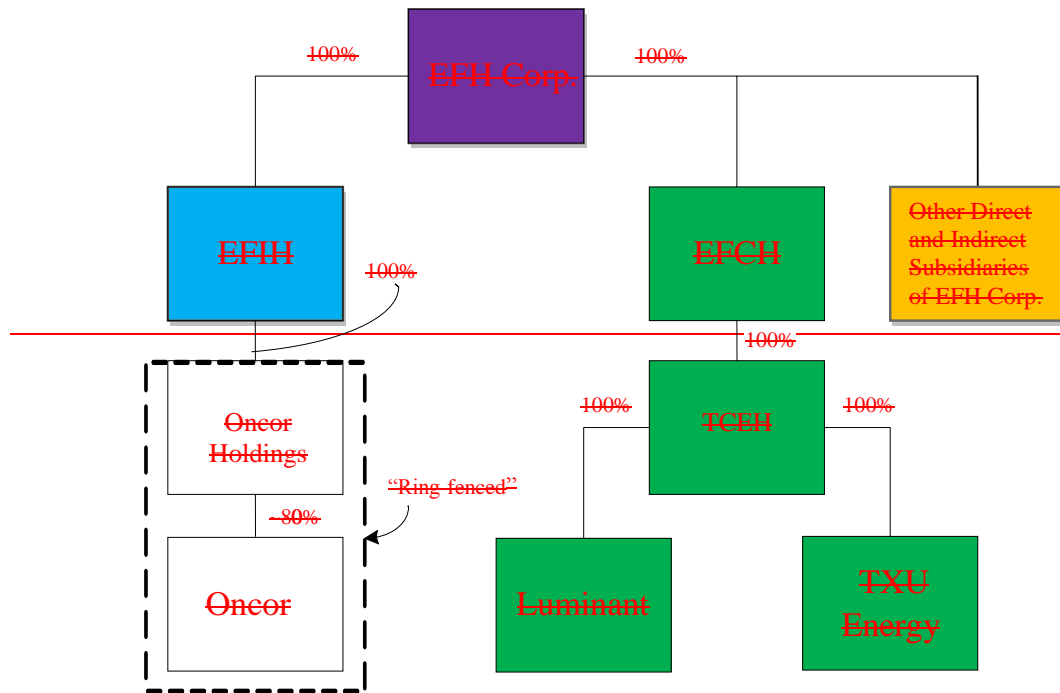 100%
EFH Corp.
100%
EFIH
EFCH
Other Direct
and Indirect
Subsidiaries
of EFH Corp.
100%
100%
Oncor
Holdings
100%
TCEH
100%
“Ring-fenced”
~80%
Oncor
Luminant
TXU
Energy